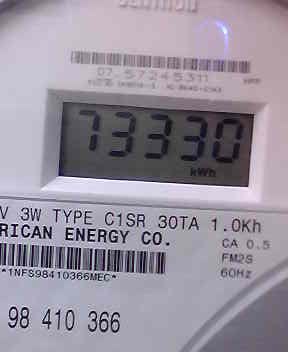 07 57245311
73330
kWh
V 3W TYPE C1SR 30TA 1.0Kh
RICAN ENERGY CO.
CA 0.5
FM2S
60Hz
*1NFS98410366MEC*
98 410 366